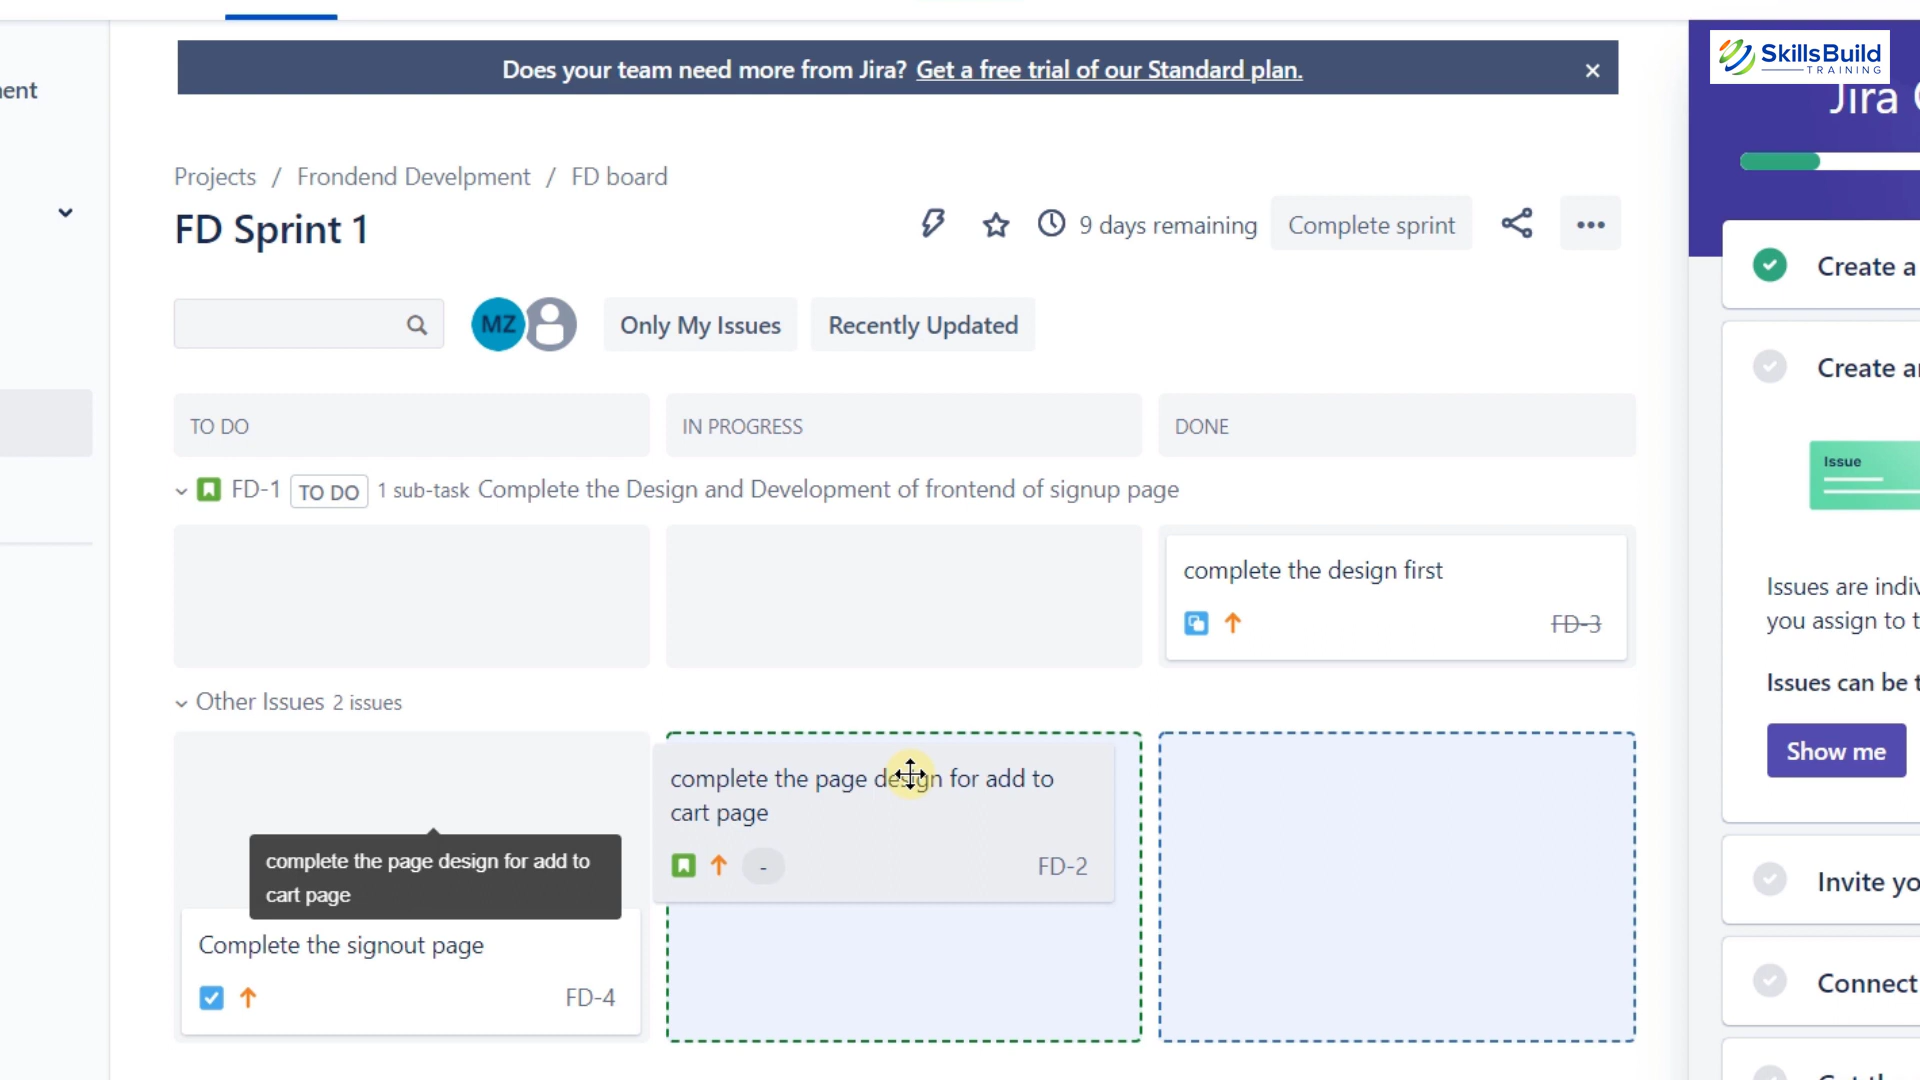 SkillsBuild
TRAINING
Does your team need more from Jira? Get a free trial of our Standard plan.
Jira
Projects / Frondend Develpment / FD board
FD Sprint 1
9 days remaining
Complete sprint
Create a
MZ
Only My Issues
Recently Updated
Create
TO DO
IN PROGRESS
DONE
Issue
FD-1 TO DO 1 sub-task Complete the Design and Development of frontend of signup page
complete the design first
FD-3
Issues are
you assign to
Issues can be
Other Issues 2 issues
Show me
complete the page design for add to
cart page
FD-2
complete the page design for add to
cart page
Invite
Complete the signout page
FD-4
Connect